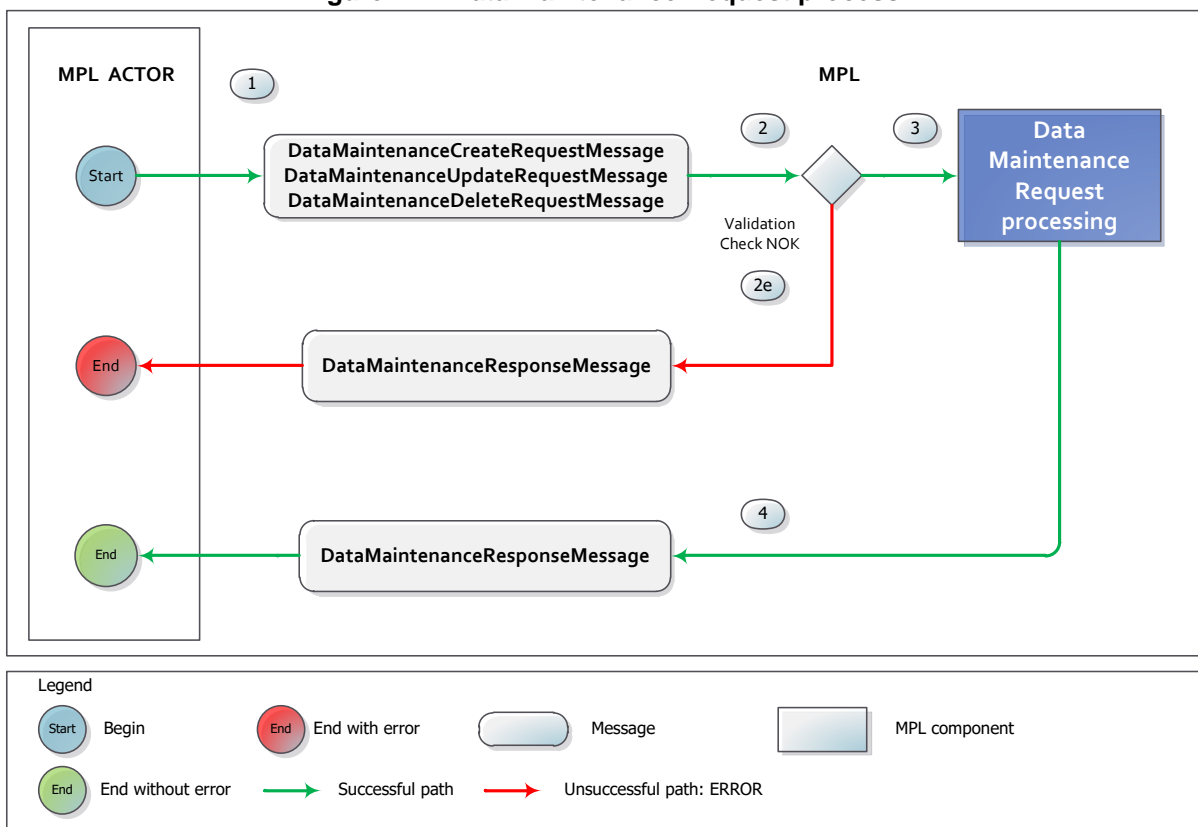 MPL ACTOR
1
MPL
2
3
Start
DataMaintenanceCreateRequestMessage
DataMaintenanceUpdateRequestMessage
DataMaintenanceDeleteRequestMessage
Data
Maintenance
Request
processing
Validation
Check NOK
2e
End
DataMaintenanceResponseMessage
4
End
DataMaintenanceResponseMessage
Legend
Start
Begin
End
End with error
Message
MPL component
End
End without error
Successful path
Unsuccessful path: ERROR